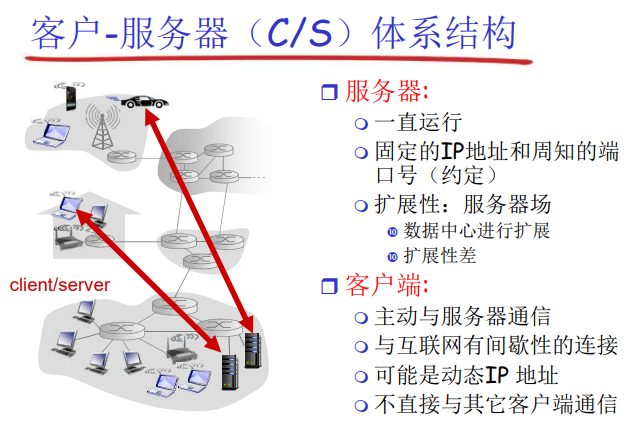 客户-服务器（C/S）体系结构
服务器:
一直运行
固定的IP地址和周知的端
口号（约定）
扩展性：服务器场
数据中心进行扩展
扩展性差
客户端:
主动与服务器通信
与互联网有间歇性的连接
可能是动态IP 地址
不直接与其它客户端通信
client/server